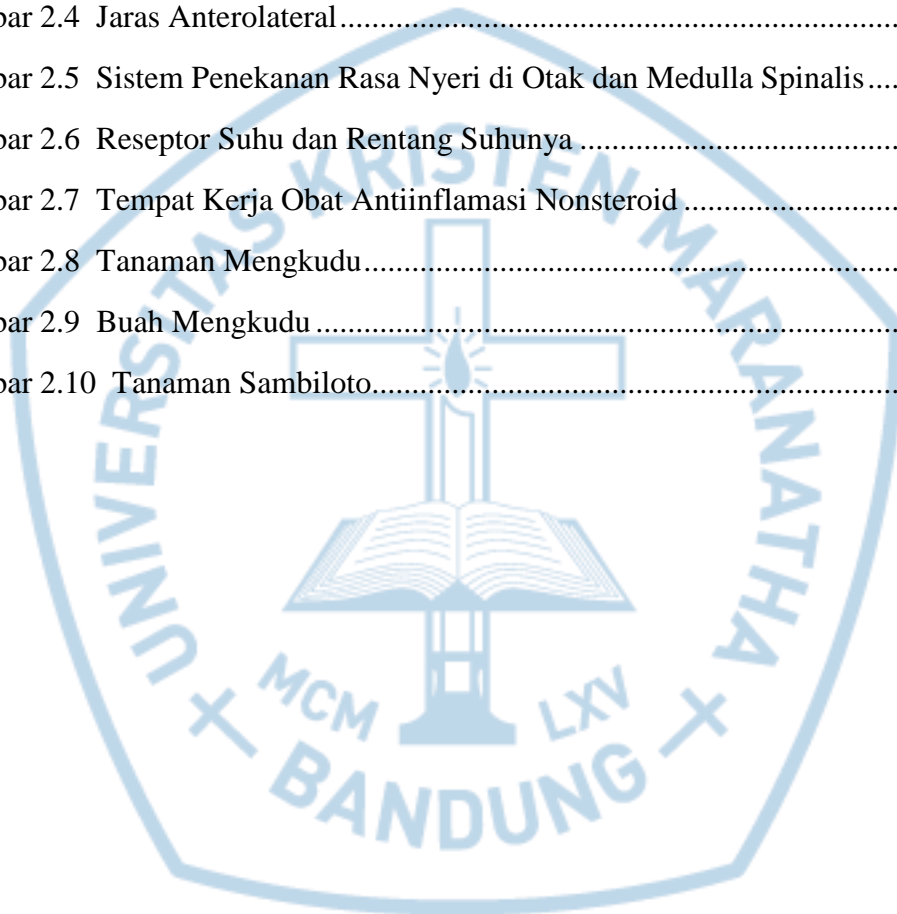 bar 2.4 Jaras Anterolateral........................................................................
bar 2.5 Sistem Penekanan Rasa Nyeri di Otak dan Medulla Spinalis....
bar 2.6 Reseptor Suhu dan Rentang Suhunya........................................
bar 2.7 Tempat Kerja Obat Antiinflamasi Nonsteroid...........................
bar 2.8 Tanaman Mengkudu....................................................................
bar 2.9 Buah Mengkudu..........................................................................
bar 2.10 Tanaman Sambiloto...................................................................
UNIVERSITAS KRISTEN MARANATHA
MCM LXV
BANDUNG